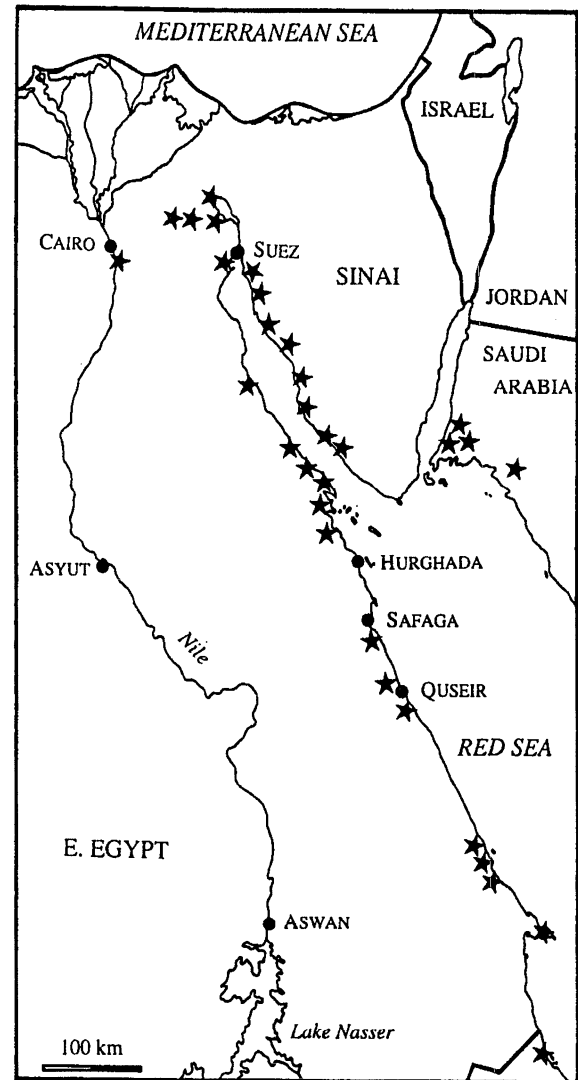 MEDITERRANEAN SEA
ISRAEL
CAIRO
SUEZ
SINAI
JORDAN
SAUDI
ARABIA
ASYUT
HURGHADA
SAFAGA
Nile
QUSEIR
RED SEA
E. EGYPT
ASWAN
Lake Nasser
100 km